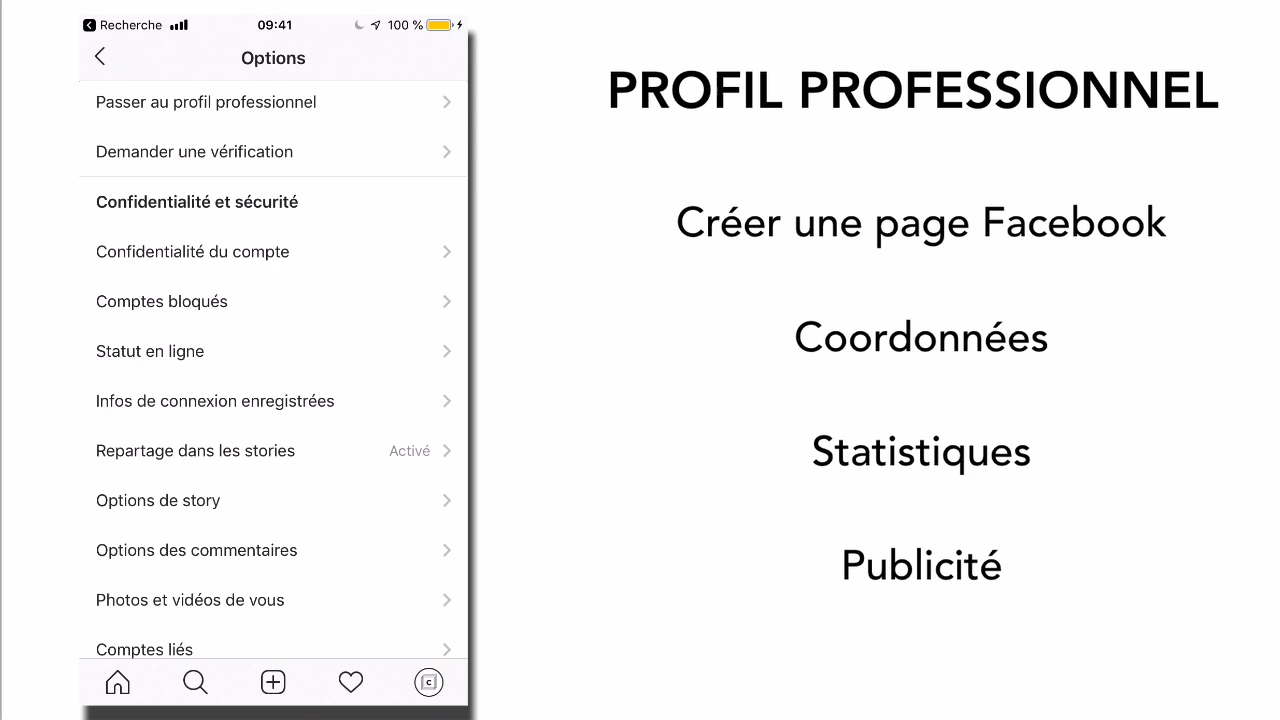 Recherche
09:41
100 %
Options
Passer au profil professionnel
Demander une vérification
Confidentialité et sécurité
Confidentialité du compte
Comptes bloqués
Statut en ligne
Infos de connexion enregistrées
Repartage dans les stories Activé
Options de story
Options des commentaires
Photos et vidéos de vous
Comptes liés
c
PROFIL PROFESSIONNEL
Créer une page Facebook
Coordonnées
Statistiques
Publicité